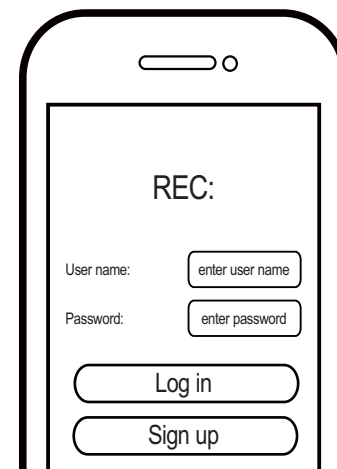 REC:
User name: enter user name
Password: enter password
Log in
Sign up